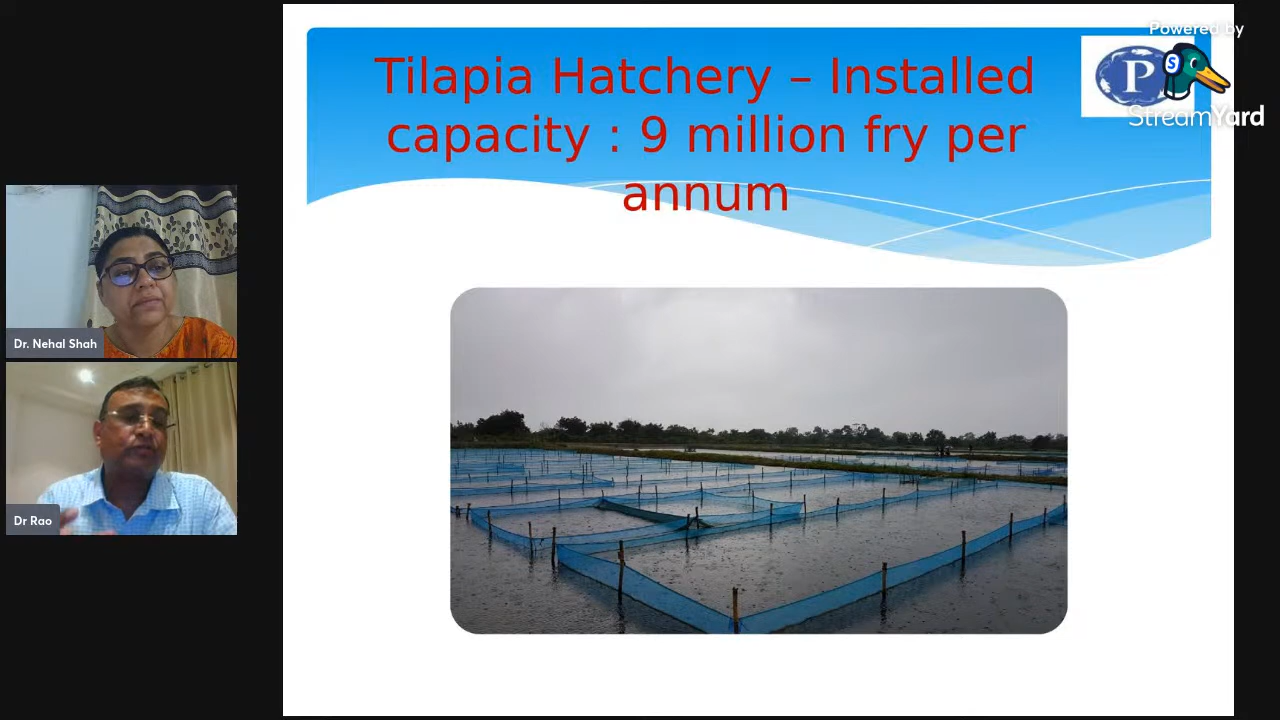 Tilapia Hatchery – Installed
capacity : 9 million fry per
annum
Powered by
P
S
StreamYard
Dr. Nehal Shah
Dr Rao